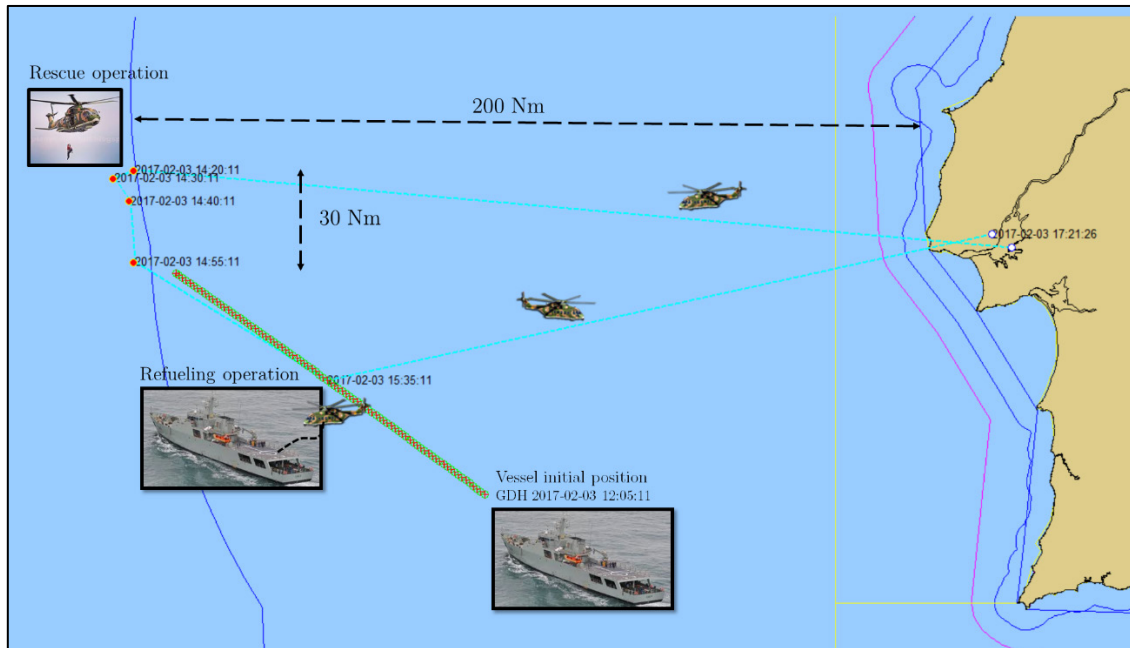 Rescue operation
200 Nm
2017-02-03 14:20:11
2017-02-03 14:30:11
2017-02-03 14:40:11
30 Nm
2017-02-03 17:21:26
2017-02-03 14:55:11
Refueling operation
2017-02-03 15:35:11
Vessel initial position
GDH 2017-02-03 12:05:11